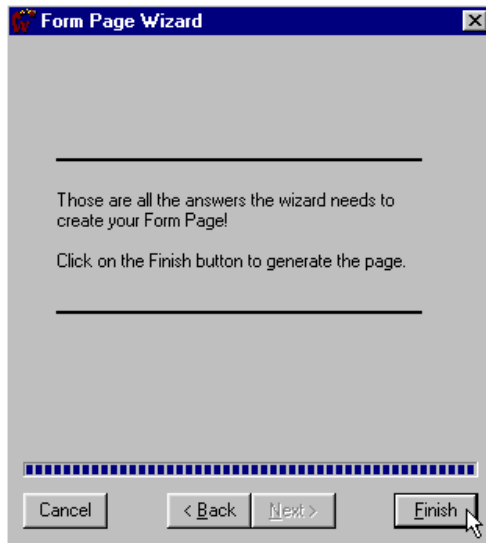 Form Page Wizard
Those are all the answers the wizard needs to
create your Form Page!
Click on the Finish button to generate the page.
Cancel
< Back
Next >
Finish